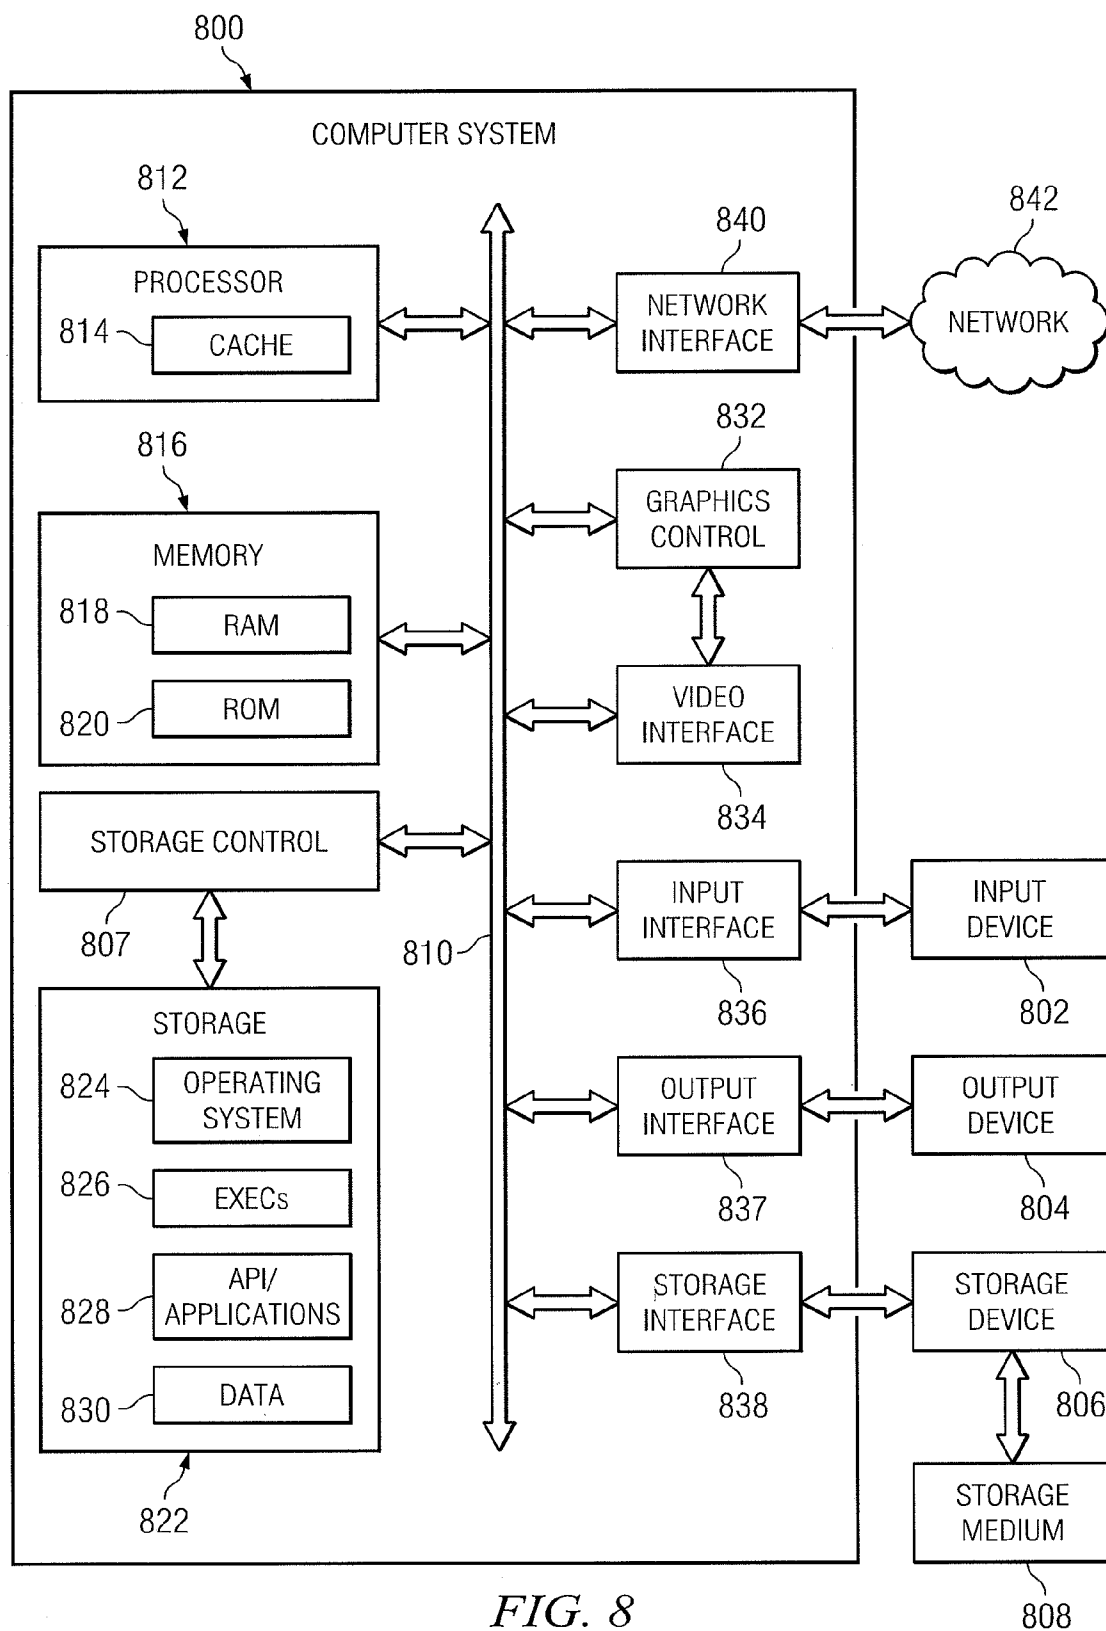 800
COMPUTER SYSTEM
812
PROCESSOR
814
CACHE
816
MEMORY
818
RAM
820
ROM
STORAGE CONTROL
807
STORAGE
824
OPERATING
SYSTEM
826
EXECs
828
API/
APPLICATIONS
830
DATA
822
810
840
NETWORK
INTERFACE
842
NETWORK
832
GRAPHICS
CONTROL
VIDEO
INTERFACE
834
INPUT
INTERFACE
836
INPUT
DEVICE
802
OUTPUT
INTERFACE
837
OUTPUT
DEVICE
804
STORAGE
INTERFACE
838
STORAGE
DEVICE
806
STORAGE
MEDIUM
808
FIG. 8